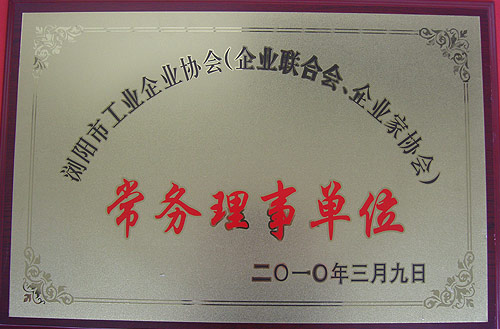 浏阳市工业企业协会(企业联合会、企业家协会)
常务理事单位
二〇一〇年三月九日